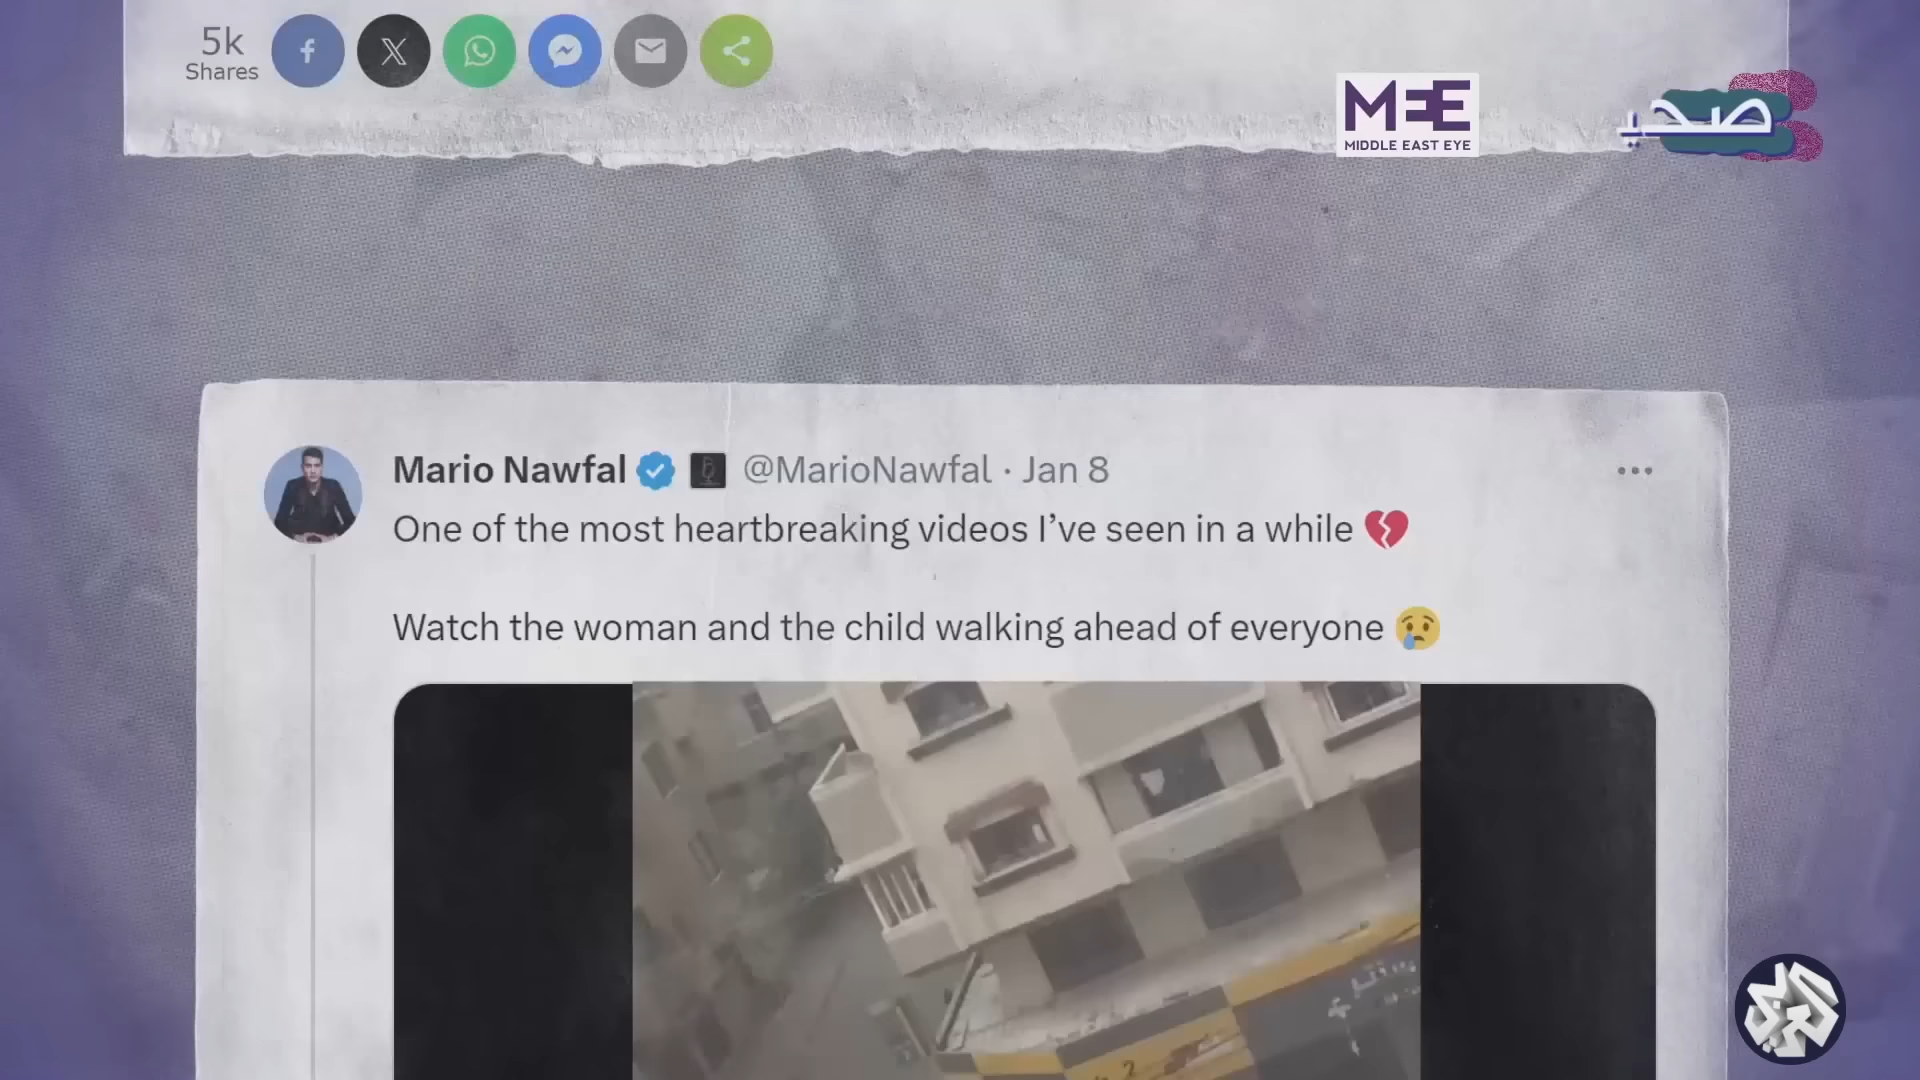 5k
Shares
MEE
MIDDLE EAST EYE
Mario Nawfal @MarioNawfal · Jan 8
One of the most heartbreaking videos I’ve seen in a while 💔
Watch the woman and the child walking ahead of everyone 😢
2